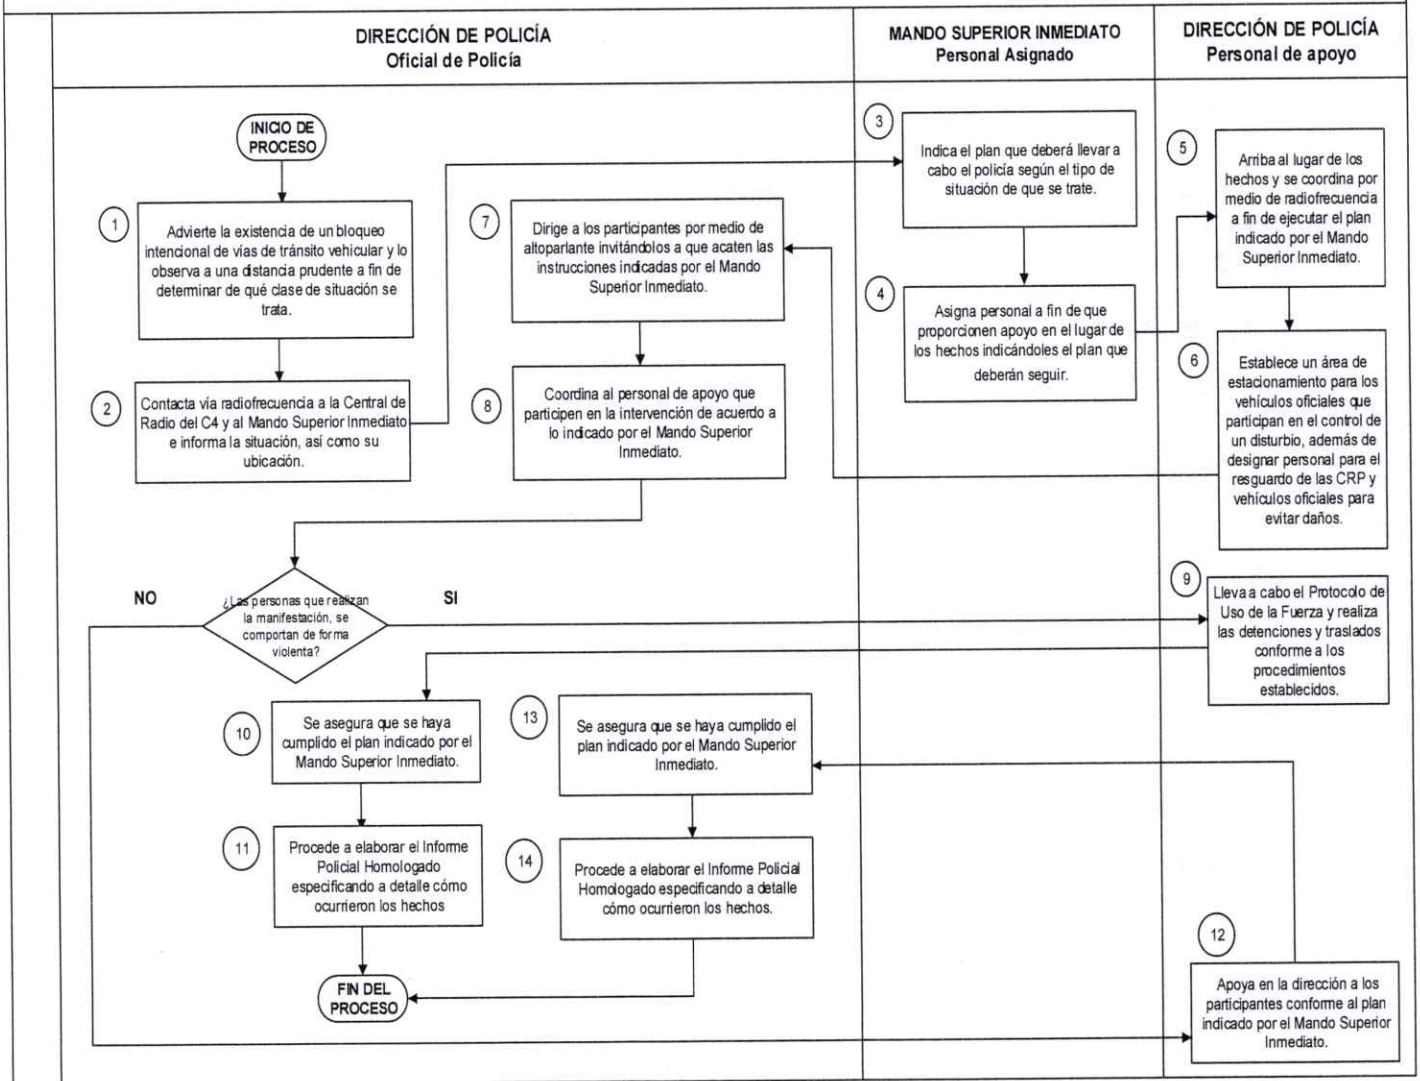 DIRECCIÓN DE POLICÍA
Oficial de Policía
MANDO SUPERIOR INMEDIATO
Personal Asignado
DIRECCIÓN DE POLICÍA
Personal de apoyo
INICIO DE
PROCESO
1
Advierte la existencia de un bloqueo
intencional de vías de tránsito vehicular y lo
observa a una distancia prudente a fin de
determinar de qué clase de situación se
trata.
2
Contacta vía radiofrecuencia a la Central de
Radio del C4 y al Mando Superior Inmediato
e informa la situación, así como su
ubicación.
3
Indica el plan que deberá llevar a
cabo el policía según el tipo de
situación de que se trate.
4
Asigna personal a fin de que
proporcionen apoyo en el lugar de
los hechos indicándoles el plan que
deberán seguir.
5
Arriba al lugar de los
hechos y se coordina por
medio de radiofrecuencia
a fin de ejecutar el plan
indicado por el Mando
Superior Inmediato.
6
Establece un área de
estacionamiento para los
vehículos oficiales que
participan en el control de
un disturbio, además de
designar personal para el
resguardo de las CRP y
vehículos oficiales para
evitar daños.
7
Dirige a los participantes por medio de
altoparlante invitándolos a que acaten las
instrucciones indicadas por el Mando
Superior Inmediato.
8
Coordina al personal de apoyo que
participen en la intervención de acuerdo a
lo indicado por el Mando Superior
Inmediato.
NO
¿Las personas que realizan
la manifestación, se
comportan de forma
violenta?
SI
9
Lleva a cabo el Protocolo de
Uso de la Fuerza y realiza
las detenciones y traslados
conforme a los
procedimientos
establecidos.
10
Se asegura que se haya
cumplido el plan indicado por el
Mando Superior Inmediato.
11
Procede a elaborar el Informe
Policial Homologado
especificando a detalle cómo
ocurrieron los hechos
12
Apoya en la dirección a los
participantes conforme al plan
indicado por el Mando Superior
Inmediato.
13
Se asegura que se haya cumplido el
plan indicado por el Mando Superior
Inmediato.
14
Procede a elaborar el Informe Policial
Homologado especificando a detalle
cómo ocurrieron los hechos.
FIN DEL
PROCESO